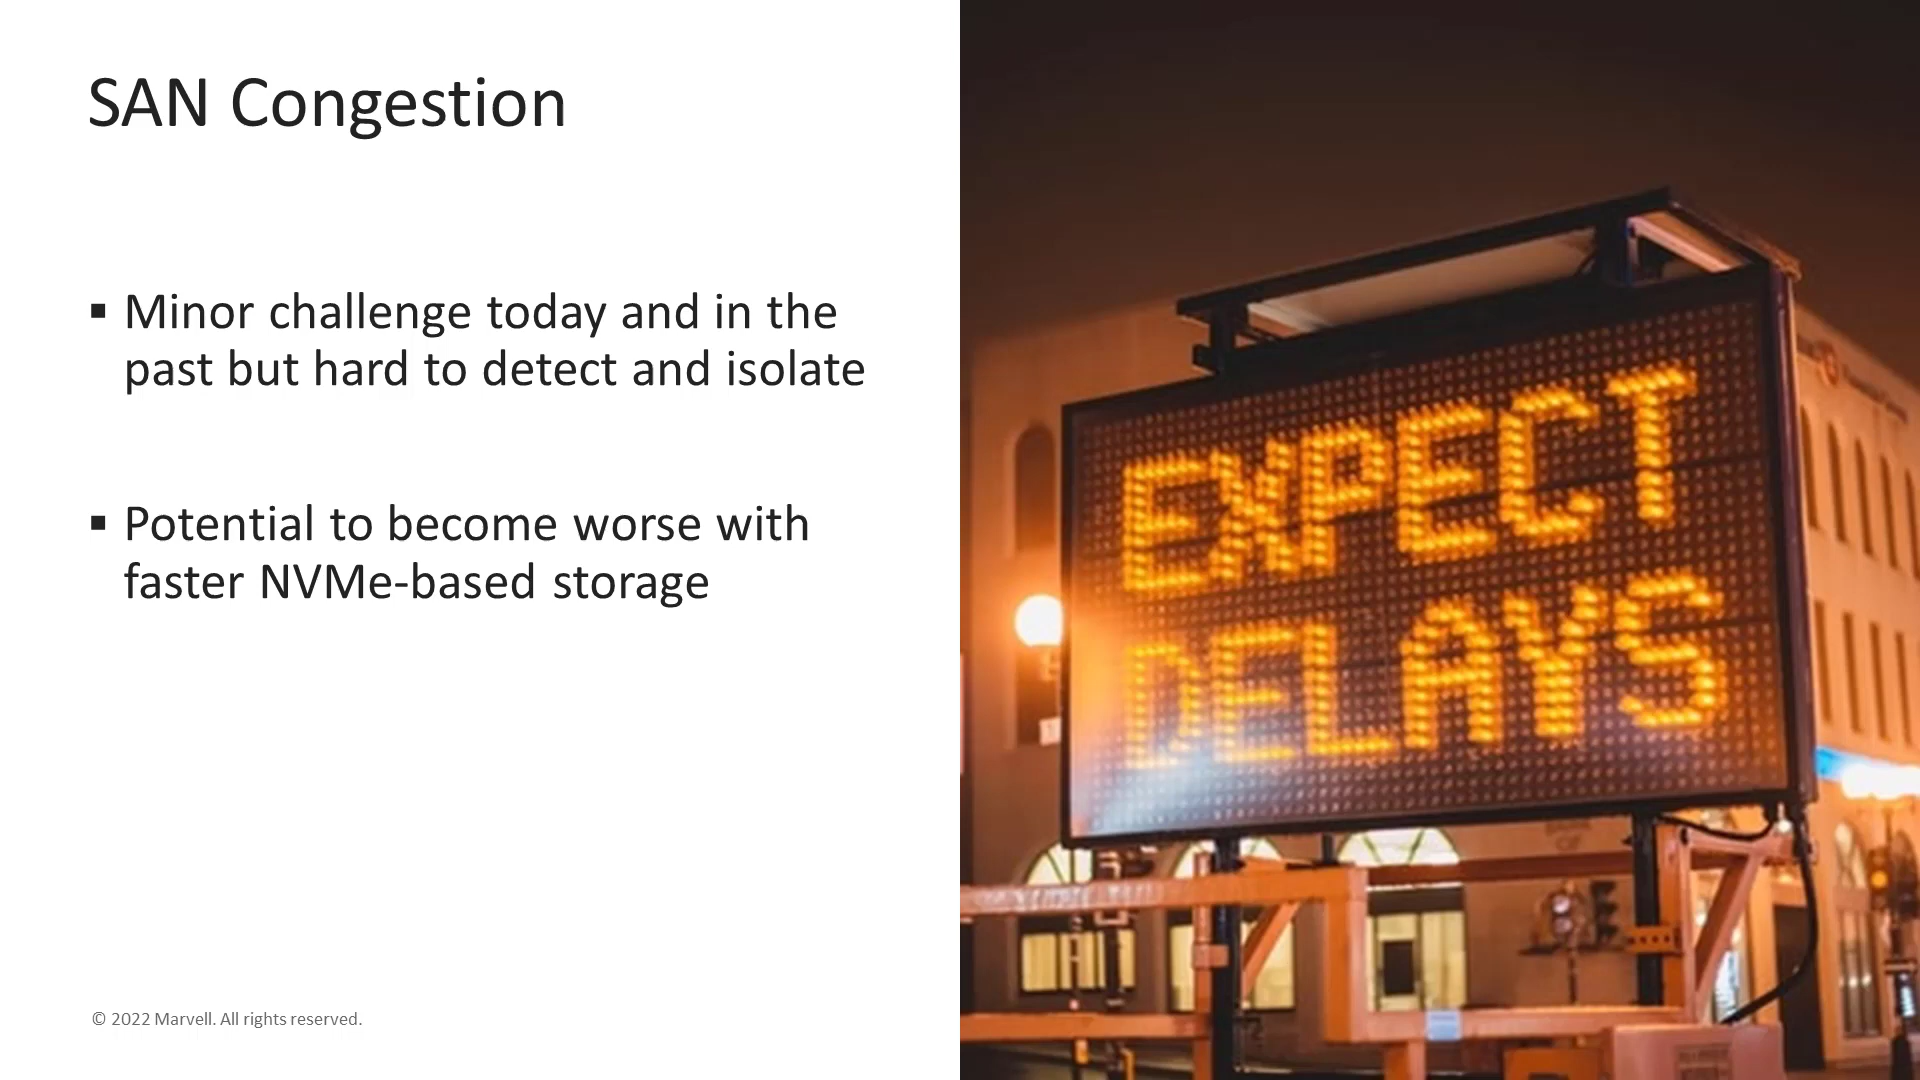 SAN Congestion
▪ Minor challenge today and in the
past but hard to detect and isolate
▪ Potential to become worse with
faster NVMe-based storage
© 2022 Marvell. All rights reserved.
EXPECT
DELAYS